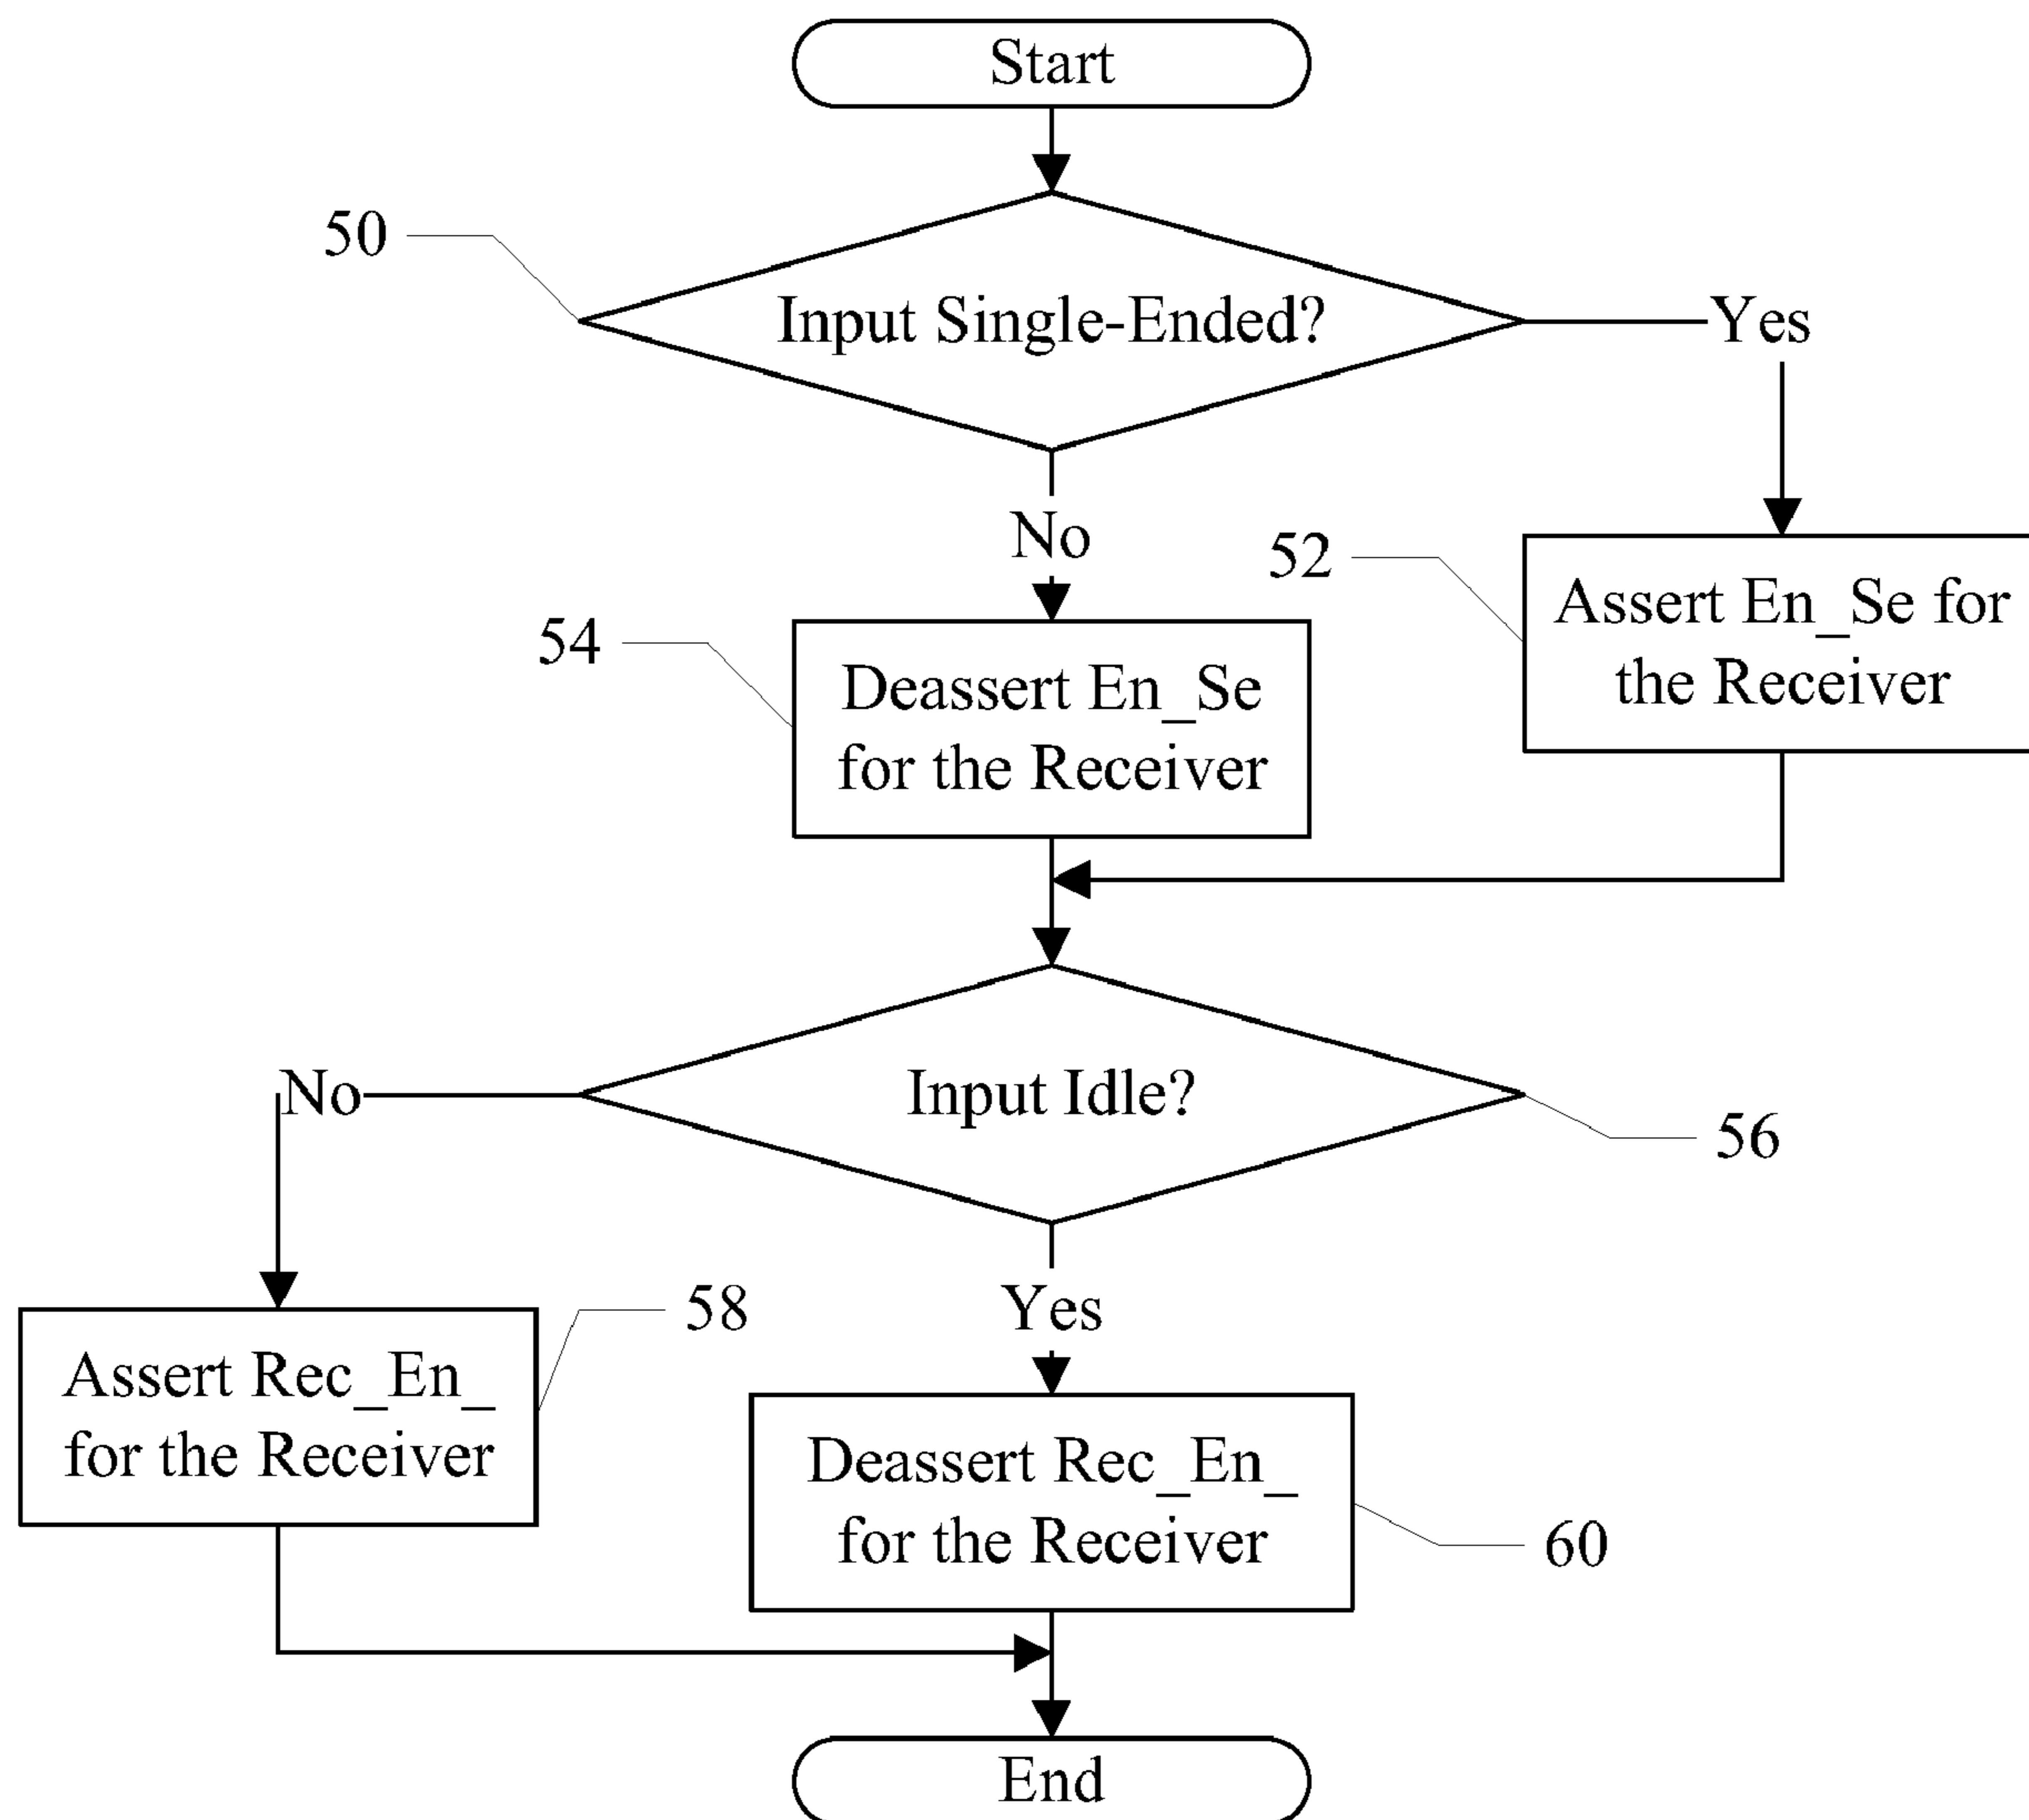 Start
50
Input Single-Ended?
Yes
No
52
Assert En_Se for
the Receiver
54
Deassert En_Se
for the Receiver
No
Input Idle?
56
58
Yes
Assert Rec_En_
for the Receiver
Deassert Rec_En_
for the Receiver
60
End